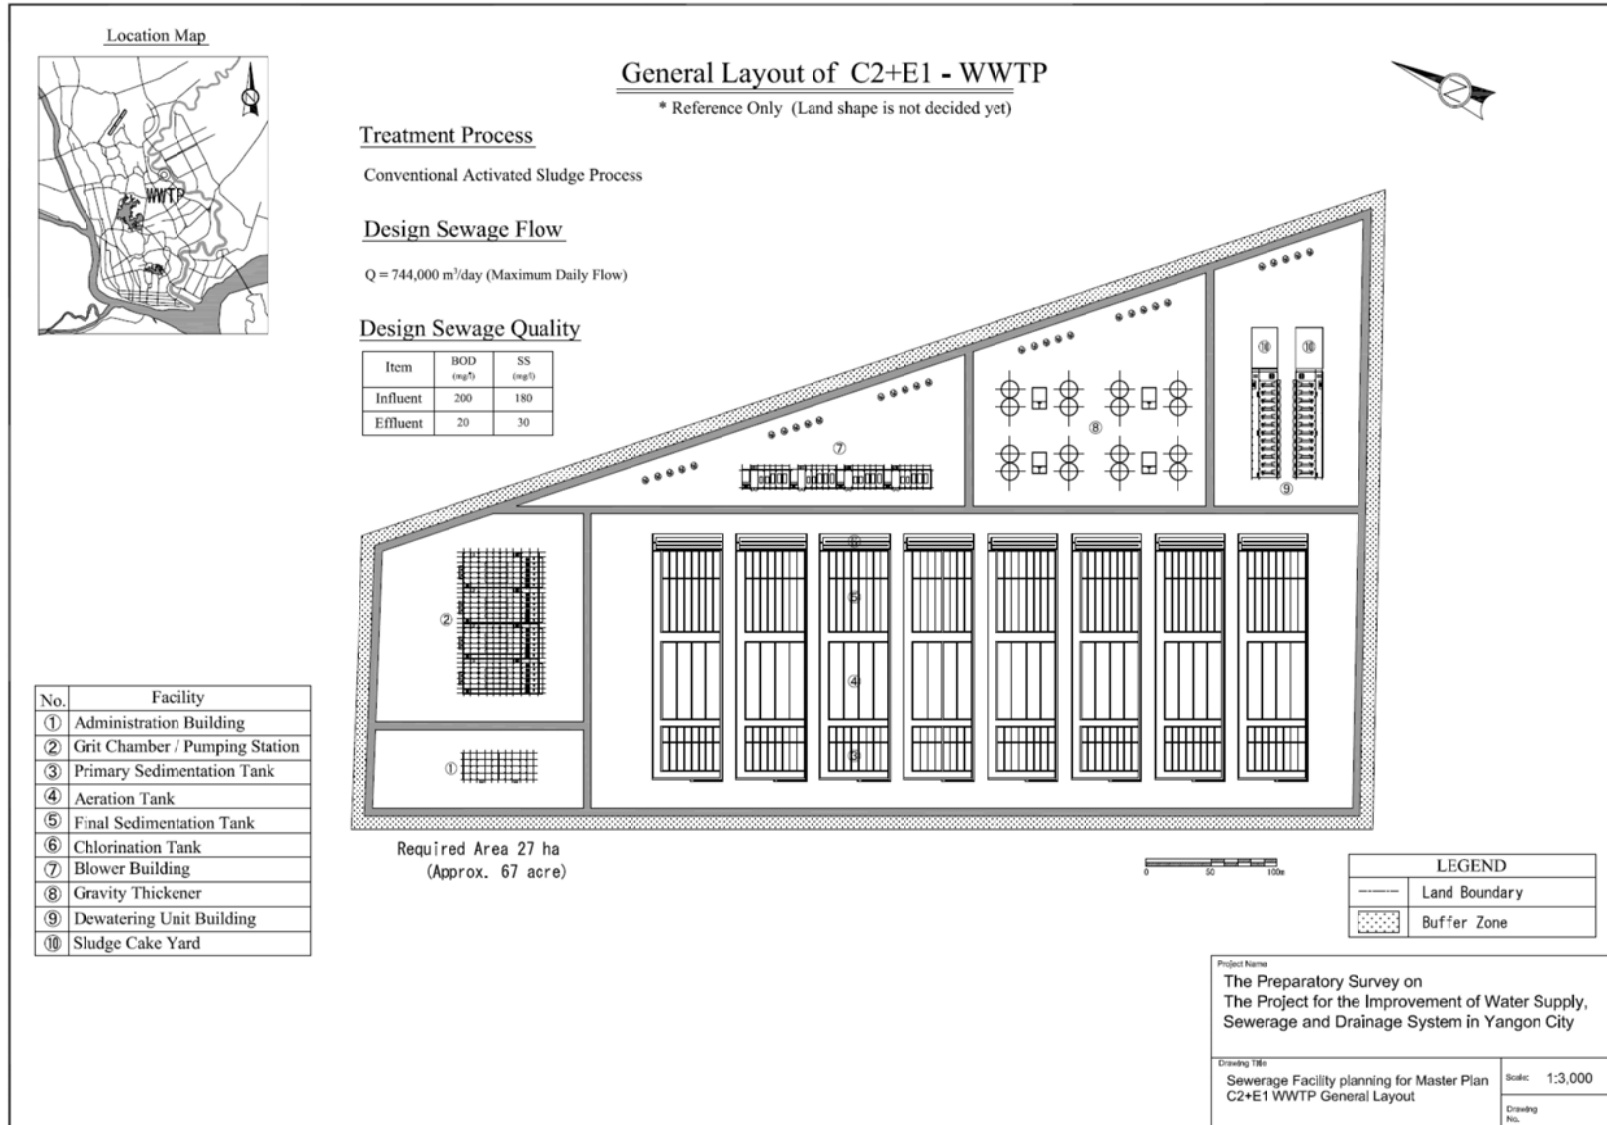 Location Map
WWTP
General Layout of C2+E1 - WWTP
* Reference Only (Land shape is not decided yet)
Treatment Process
Conventional Activated Sludge Process
Design Sewage Flow
Q = 744,000 m³/day (Maximum Daily Flow)
Design Sewage Quality
Item BOD (mg/l) SS (mg/l)
Influent 200 180
Effluent 20 30
⑩ ⑩
⑧
⑦
⑨
⑥
⑤
②
④
③
①
No. Facility
① Administration Building
② Grit Chamber / Pumping Station
③ Primary Sedimentation Tank
④ Aeration Tank
⑤ Final Sedimentation Tank
⑥ Chlorination Tank
⑦ Blower Building
⑧ Gravity Thickener
⑨ Dewatering Unit Building
⑩ Sludge Cake Yard
Required Area 27 ha
(Approx. 67 acre)
0 50 100m
LEGEND
Land Boundary
Buffer Zone
Project Name
The Preparatory Survey on
The Project for the Improvement of Water Supply,
Sewerage and Drainage System in Yangon City
Drawing Title
Sewerage Facility planning for Master Plan
C2+E1 WWTP General Layout
Scale: 1:3,000
Drawing
No.